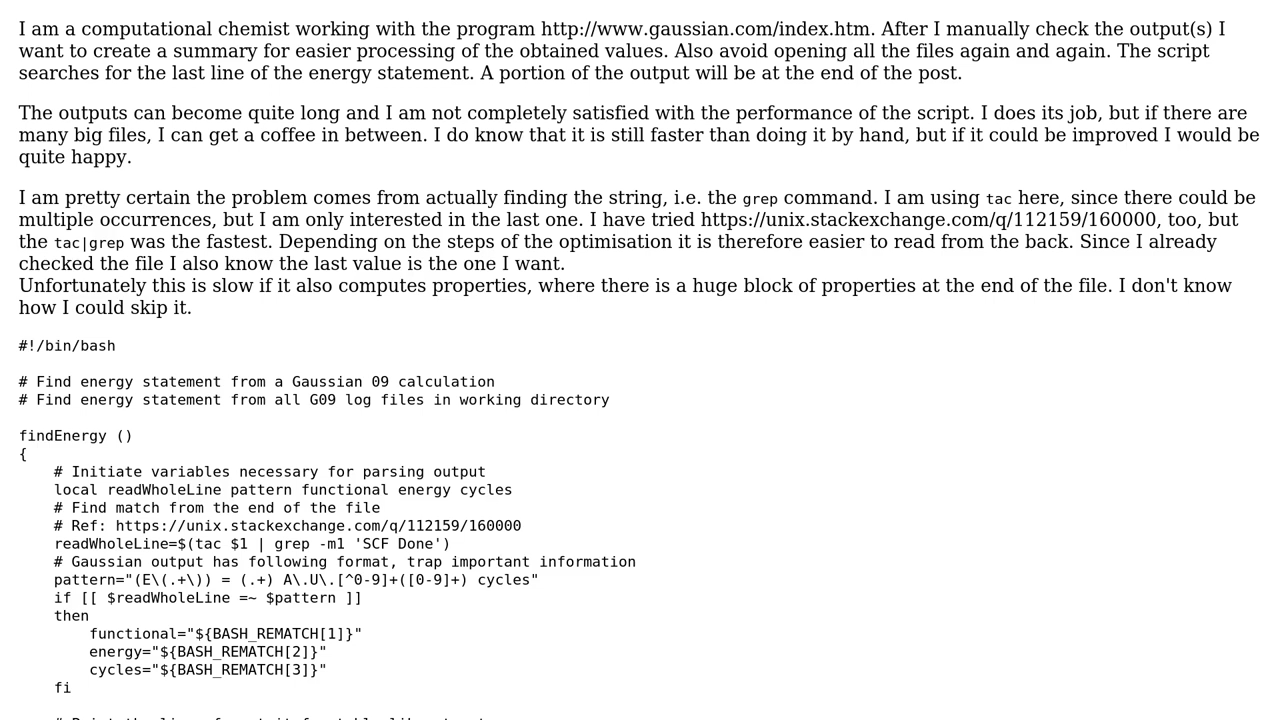 I am a computational chemist working with the program http://www.gaussian.com/index.htm. After I manually check the output(s) I
want to create a summary for easier processing of the obtained values. Also avoid opening all the files again and again. The script
searches for the last line of the energy statement. A portion of the output will be at the end of the post.
The outputs can become quite long and I am not completely satisfied with the performance of the script. I does its job, but if there are
many big files, I can get a coffee in between. I do know that it is still faster than doing it by hand, but if it could be improved I would be
quite happy.
I am pretty certain the problem comes from actually finding the string, i.e. the grep command. I am using tac here, since there could be
multiple occurrences, but I am only interested in the last one. I have tried https://unix.stackexchange.com/q/112159/160000, too, but
the tac|grep was the fastest. Depending on the steps of the optimisation it is therefore easier to read from the back. Since I already
checked the file I also know the last value is the one I want.
Unfortunately this is slow if it also computes properties, where there is a huge block of properties at the end of the file. I don't know
how I could skip it.
#!/bin/bash
# Find energy statement from a Gaussian 09 calculation
# Find energy statement from all G09 log files in working directory
findEnergy ()
{
    # Initiate variables necessary for parsing output
    local readWholeLine pattern functional energy cycles
    # Find match from the end of the file
    # Ref: https://unix.stackexchange.com/q/112159/160000
    readWholeLine=$(tac $1 | grep -m1 'SCF Done')
    # Gaussian output has following format, trap important information
    pattern="(E\(.+\)) = (.+) A\.U\.[^0-9]+([0-9]+) cycles"
    if [[ $readWholeLine =~ $pattern ]]
    then
        functional="${BASH_REMATCH[1]}"
        energy="${BASH_REMATCH[2]}"
        cycles="${BASH_REMATCH[3]}"
    fi